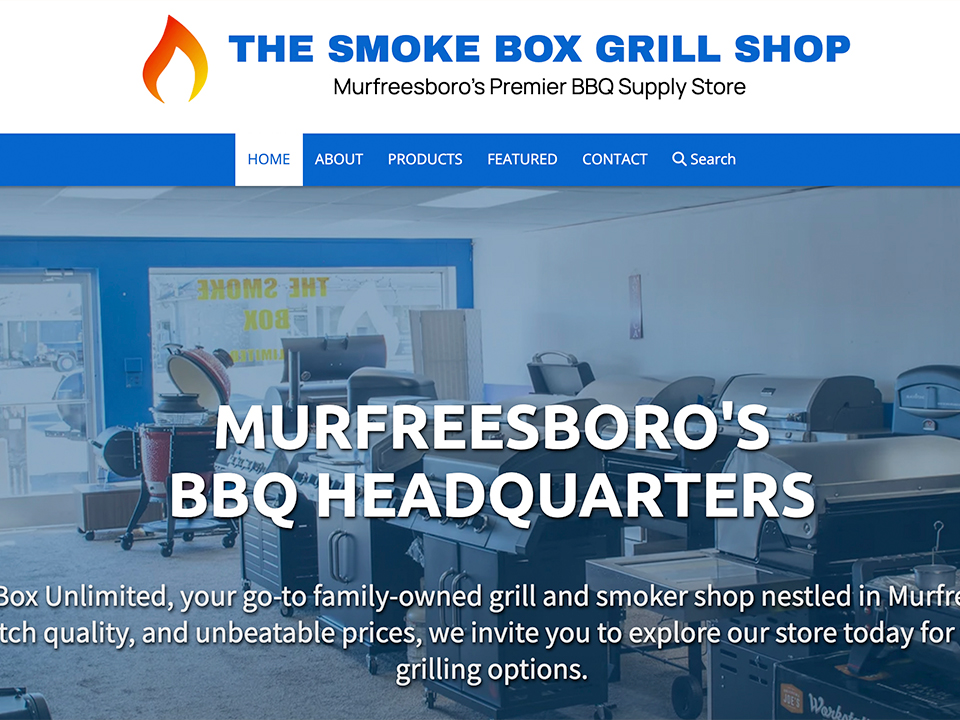 THE SMOKE BOX GRILL SHOP
Murfreesboro's Premier BBQ Supply Store
HOME ABOUT PRODUCTS FEATURED CONTACT Search
THE SMOKE
BOX
MURFREESBORO'S
BBQ HEADQUARTERS
Box Unlimited, your go-to family-owned grill and smoker shop nestled in Murfre
tch quality, and unbeatable prices, we invite you to explore our store today for
grilling options.
JOE'S